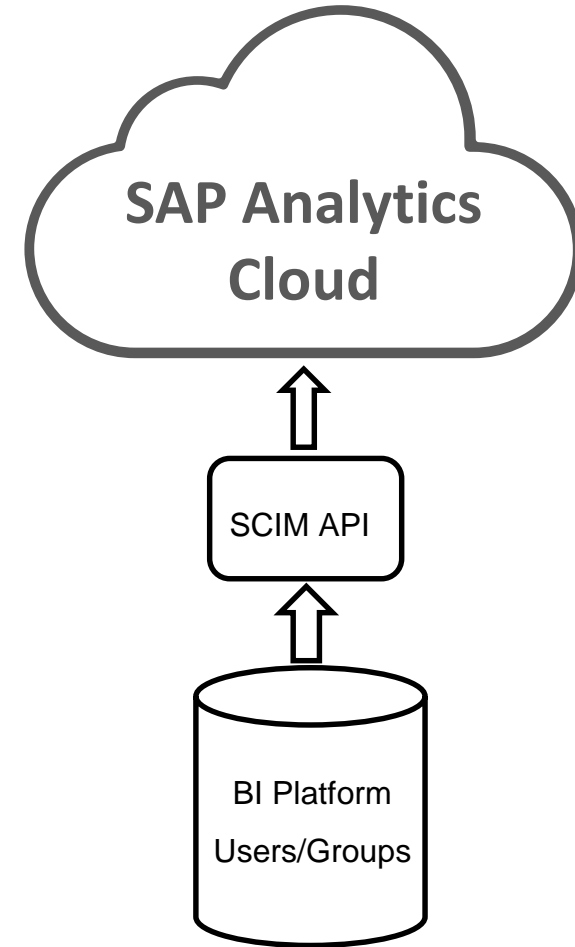 SAP Analytics
Cloud
SCIM API
BI Platform
Users/Groups